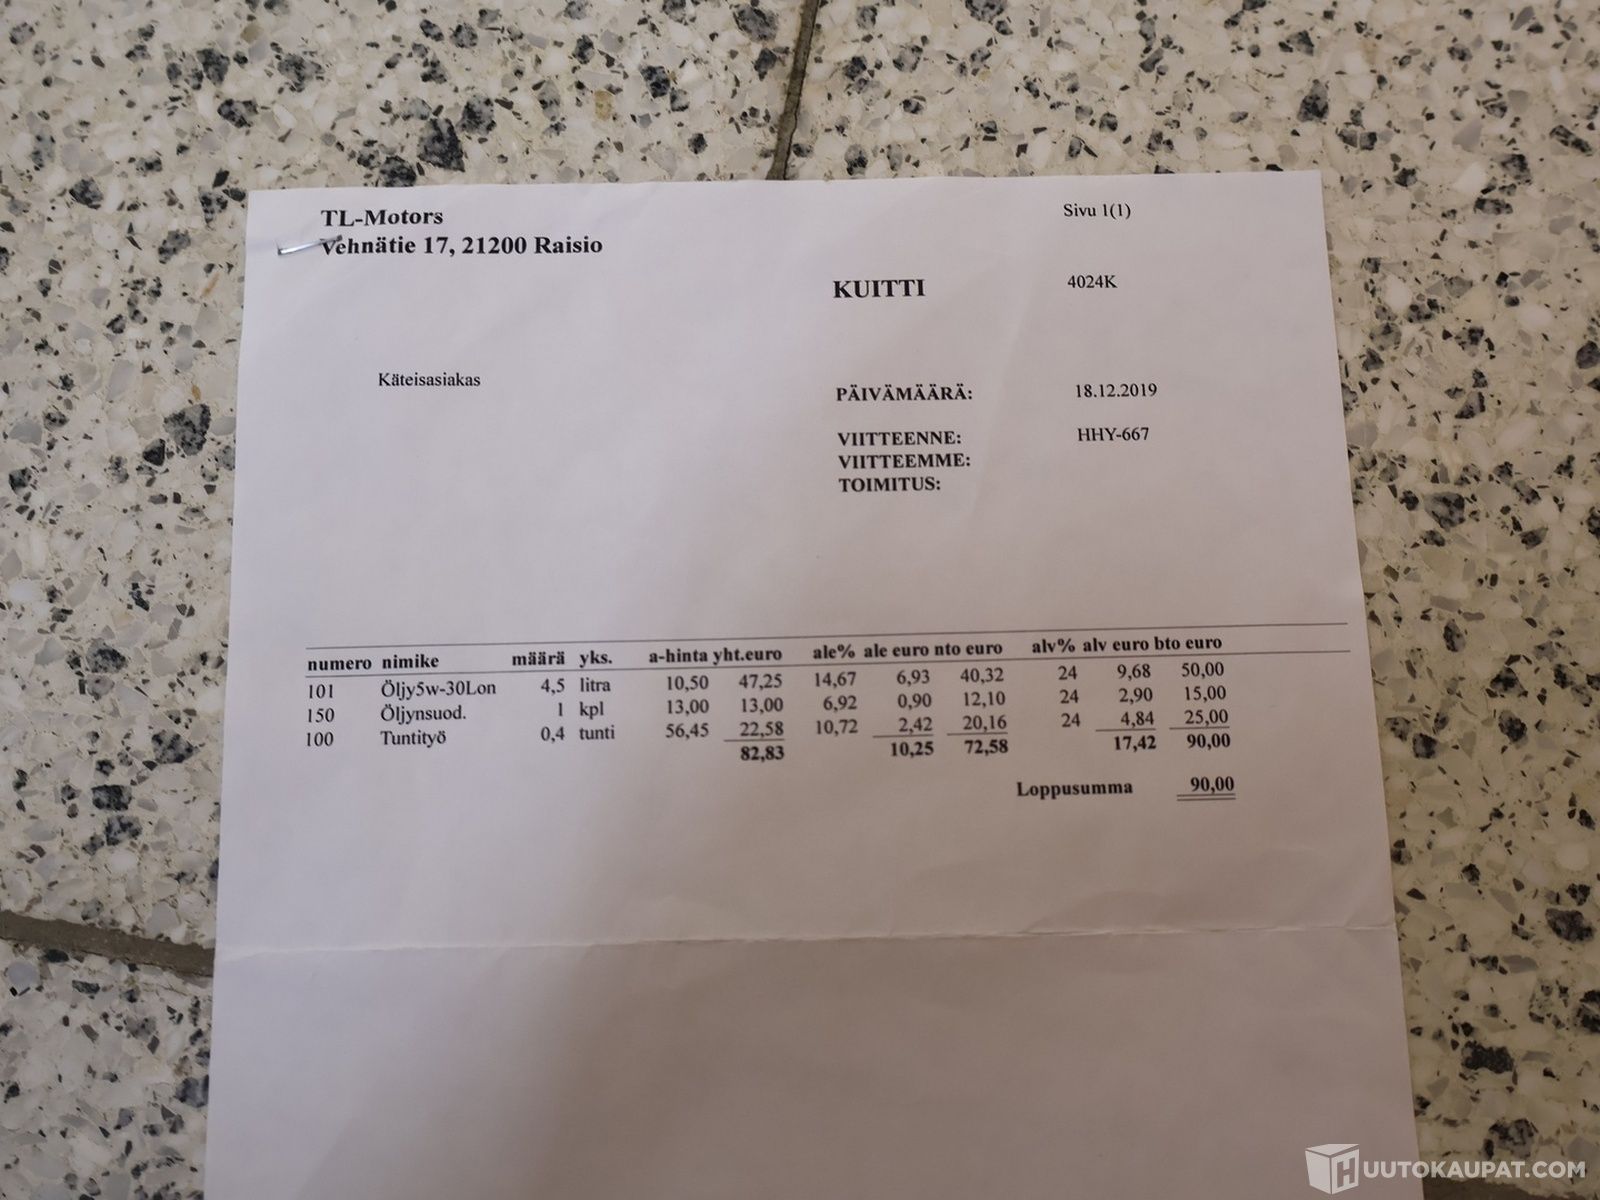 TL-Motors
Vehnätie 17, 21200 Raisio
Sivu 1(1)
KUITTI 4024K
Käteisasiakas
PÄIVÄMÄÄRÄ: 18.12.2019
VIITTEENNE: HHY-667
VIITTEEMME:
TOIMITUS:
numero nimike määrä yks. a-hinta yht.euro ale% ale euro nto euro alv% alv euro bto euro
101 Öljy5w-30Lon 4,5 litra 10,50 47,25 14,67 6,93 40,32 24 9,68 50,00
150 Öljynsuod. 1 kpl 13,00 13,00 6,92 0,90 12,10 24 2,90 15,00
100 Tuntityö 0,4 tunti 56,45 22,58 10,72 2,42 20,16 24 4,84 25,00
82,83 10,25 72,58 17,42 90,00
Loppusumma 90,00
HUUTOKAUPAT.COM